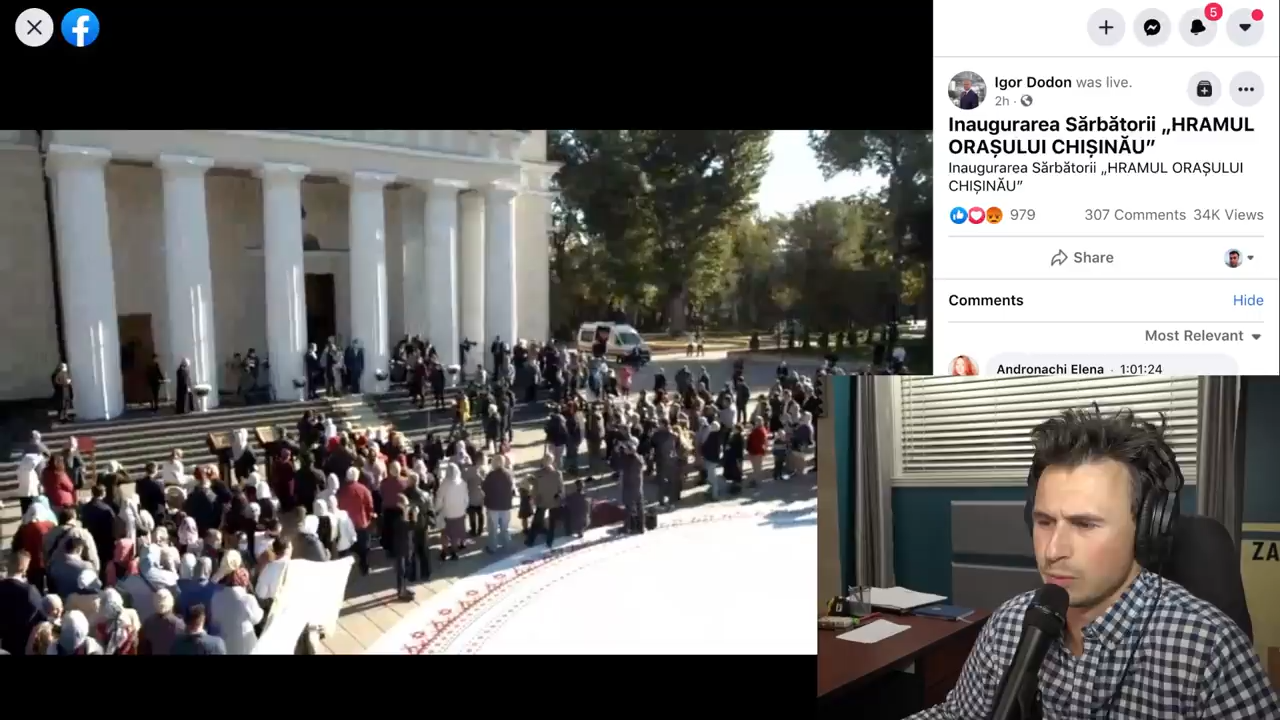 5
Igor Dodon was live.
2h ·
Inaugurarea Sărbătorii „HRAMUL
ORAȘULUI CHIȘINĂU”
Inaugurarea Sărbătorii „HRAMUL ORAȘULUI
CHIȘINĂU”
979 307 Comments 34K Views
Share
Comments Hide
Most Relevant
Andronachi Elena · 1:01:24
ZA